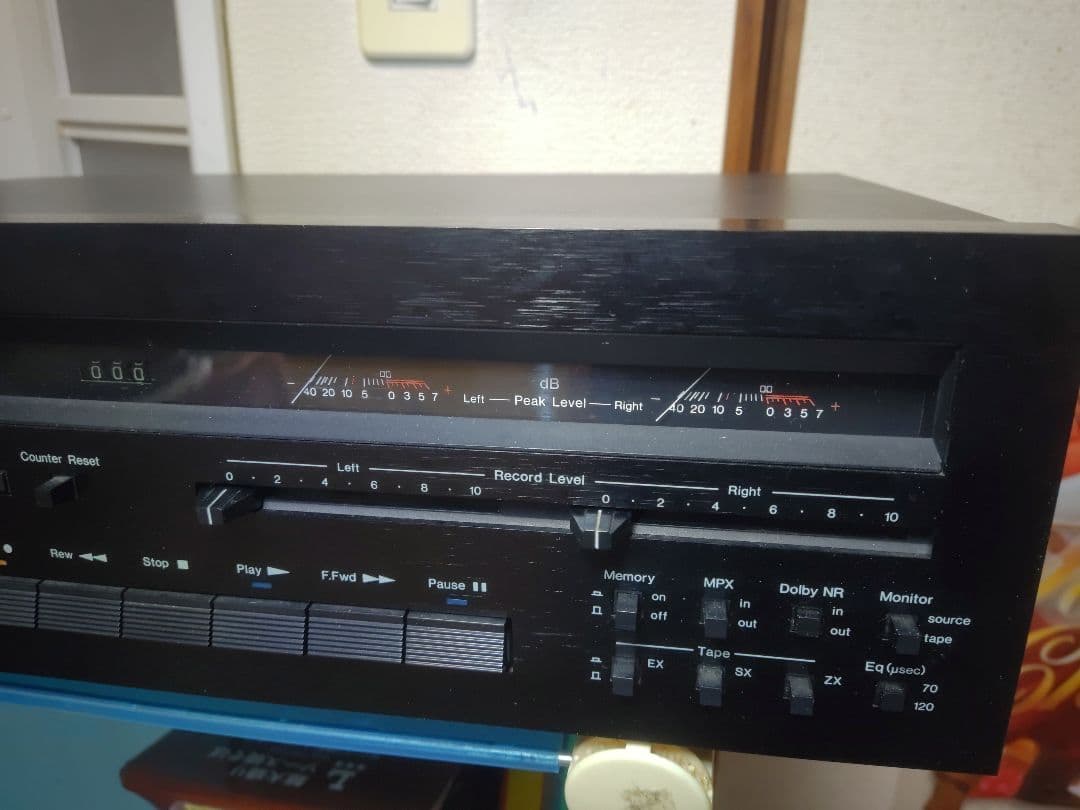 000
- 40 20 10 5 0 3 5 7 +
dB
Left — Peak Level — Right
- 40 20 10 5 0 3 5 7 +
Counter Reset
Left
0 · 2 · 4 · 6 · 8 · 10
Record Level
Right
0 · 2 · 4 · 6 · 8 · 10
Rew
Stop
Play
F.Fwd
Pause
Memory
on
off
MPX
in
out
Dolby NR
in
out
Monitor
source
tape
Tape
EX
SX
ZX
Eq (μsec)
70
120